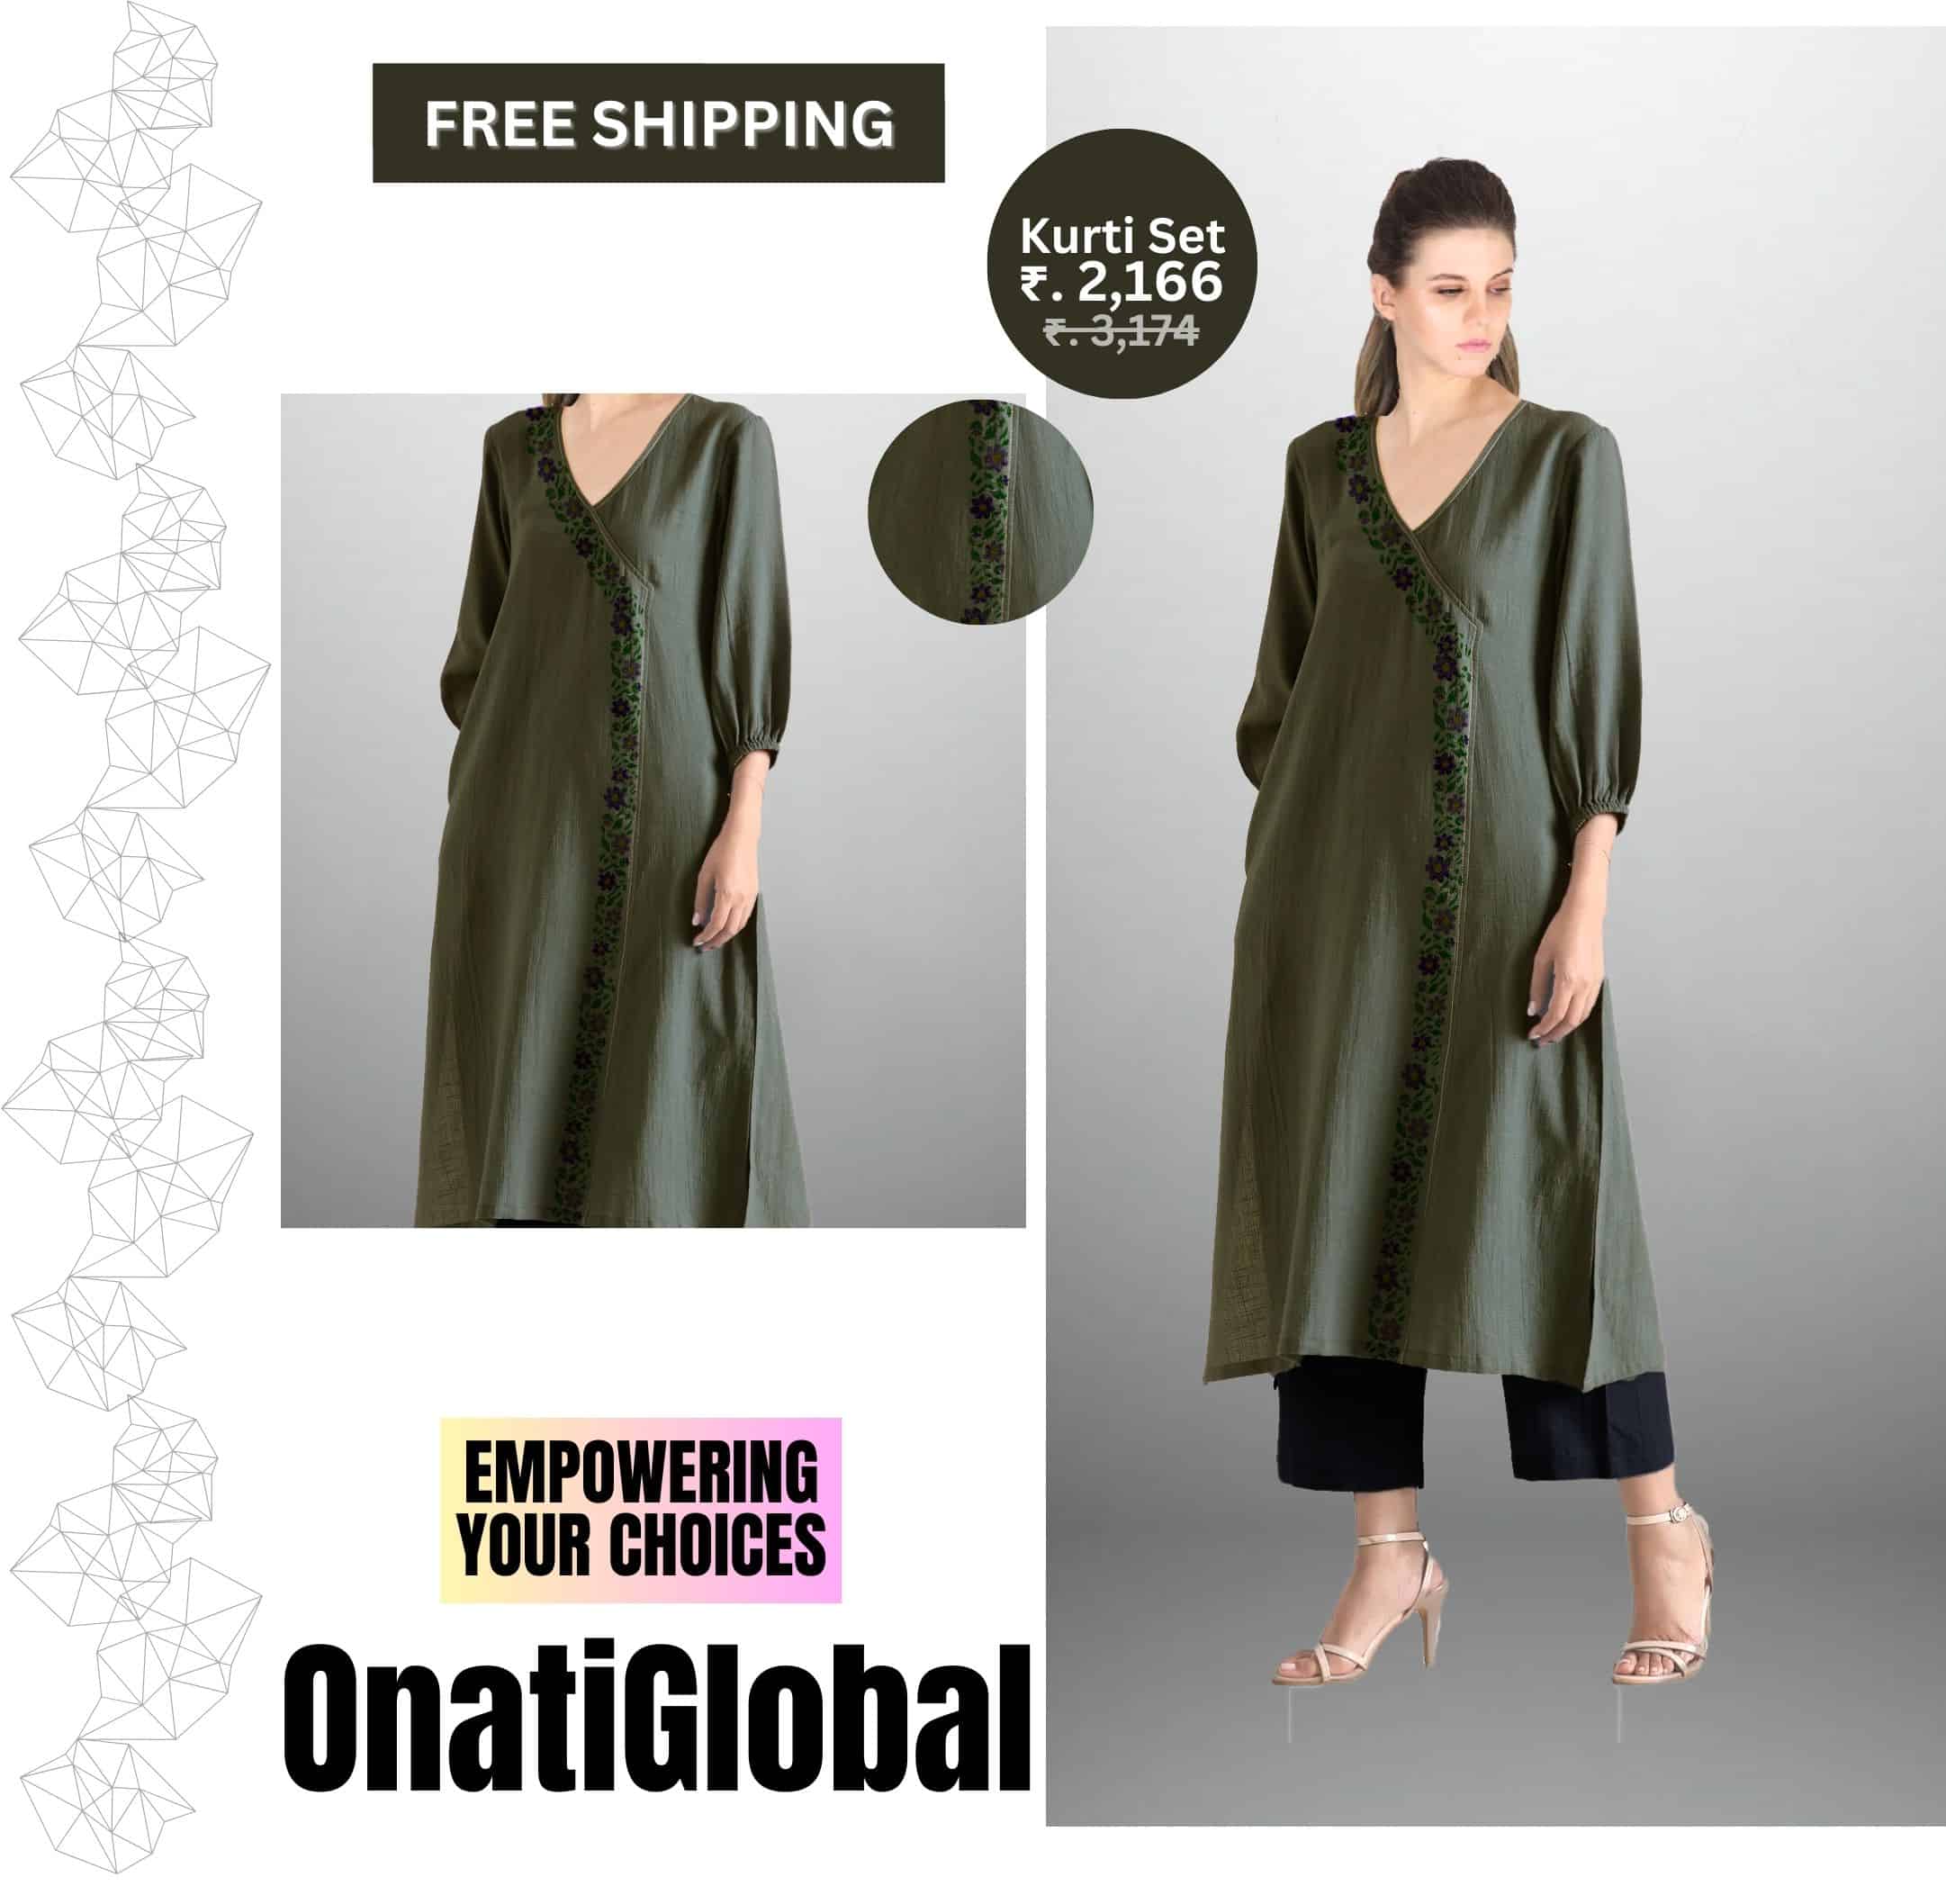 FREE SHIPPING
Kurti Set
₹. 2,166
₹. 3,174
EMPOWERING
YOUR CHOICES
OnatiGlobal